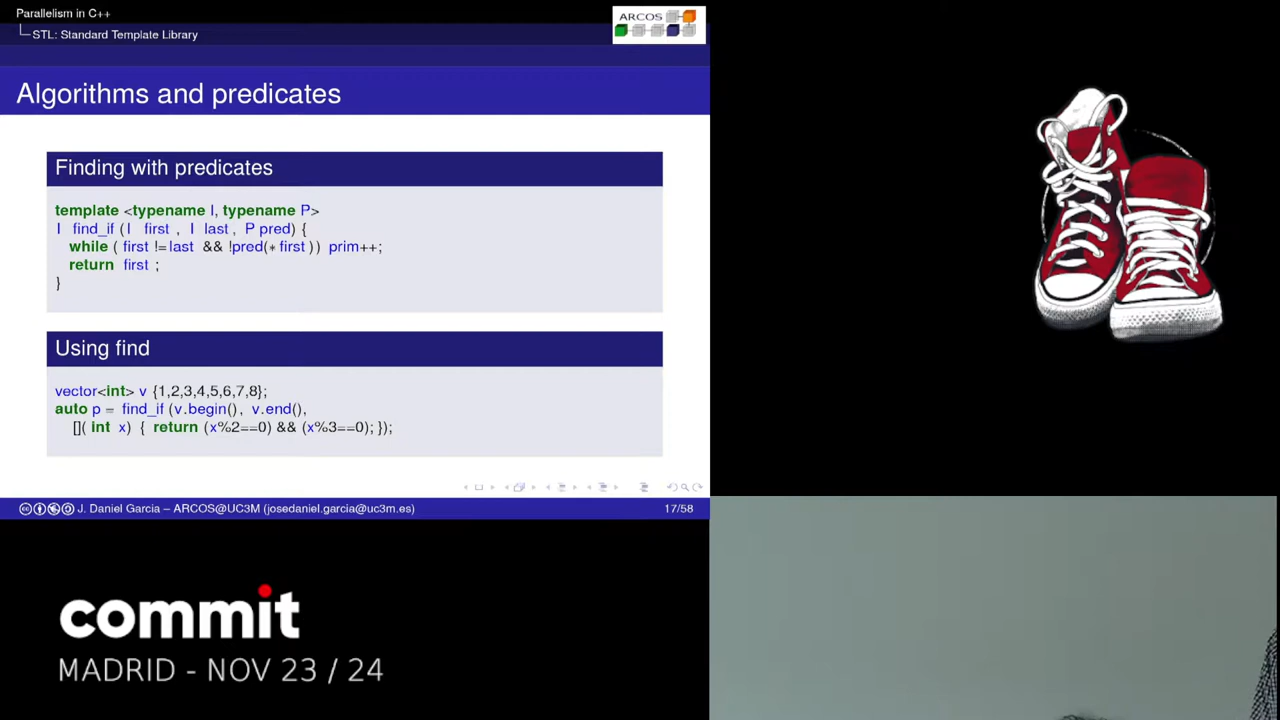 Parallelism in C++
STL: Standard Template Library
ARCOS
Algorithms and predicates
Finding with predicates
template <typename I, typename P>
I find_if (I first , I last , P pred) {
while ( first != last && !pred(* first )) prim++;
return first ;
}
Using find
vector<int> v {1,2,3,4,5,6,7,8};
auto p = find_if (v.begin(), v.end(),
[]( int x) { return (x%2==0) && (x%3==0); });
J. Daniel Garcia – ARCOS@UC3M (josedaniel.garcia@uc3m.es)
17/58
commit
MADRID - NOV 23 / 24